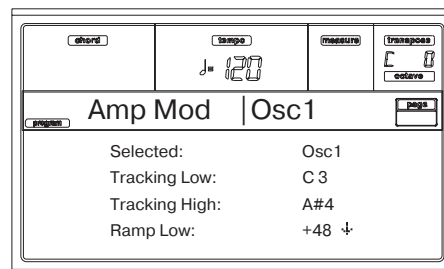 chord tempo measure transpose
♩= 120 C 0
octave
program Amp Mod |Osc1 page
Selected: Osc1
Tracking Low: C 3
Tracking High: A#4
Ramp Low: +48